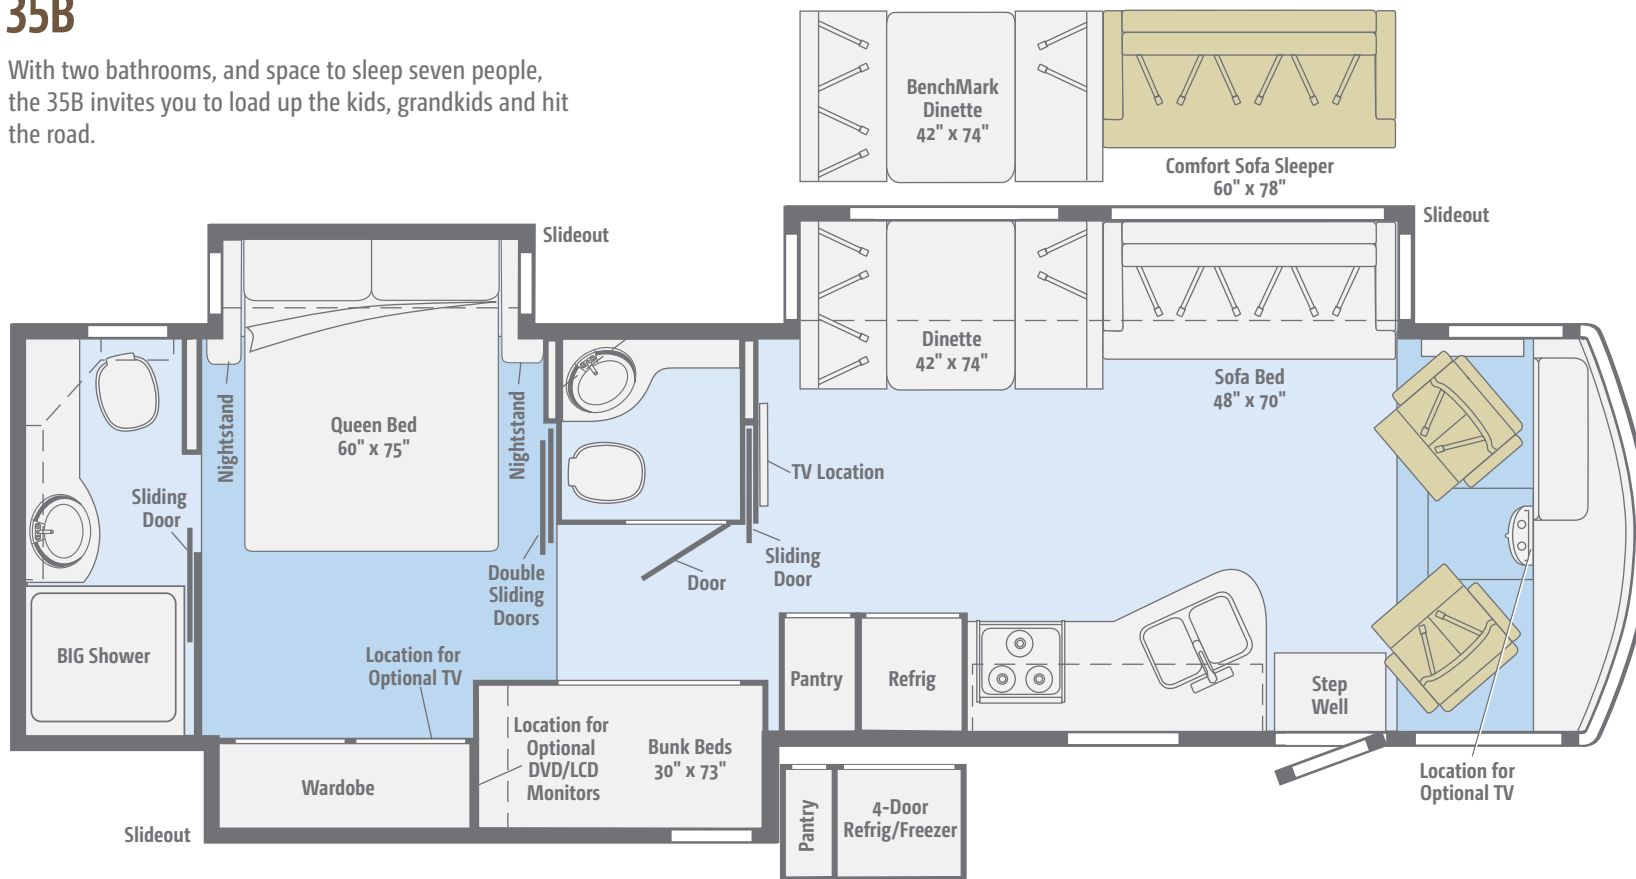 35B
With two bathrooms, and space to sleep seven people,
the 35B invites you to load up the kids, grandkids and hit
the road.
BenchMark
Dinette
42" x 74"
Comfort Sofa Sleeper
60" x 78"
Slideout
Slideout
Dinette
42" x 74"
Sofa Bed
48" x 70"
Nightstand
Queen Bed
60" x 75"
Nightstand
TV Location
Sliding
Door
Double
Sliding
Doors
Door
Sliding
Door
BIG Shower
Location for
Optional TV
Pantry
Refrig
Step
Well
Location for
Optional
DVD/LCD
Monitors
Bunk Beds
30" x 73"
Wardobe
Location for
Optional TV
Slideout
Pantry
4-Door
Refrig/Freezer